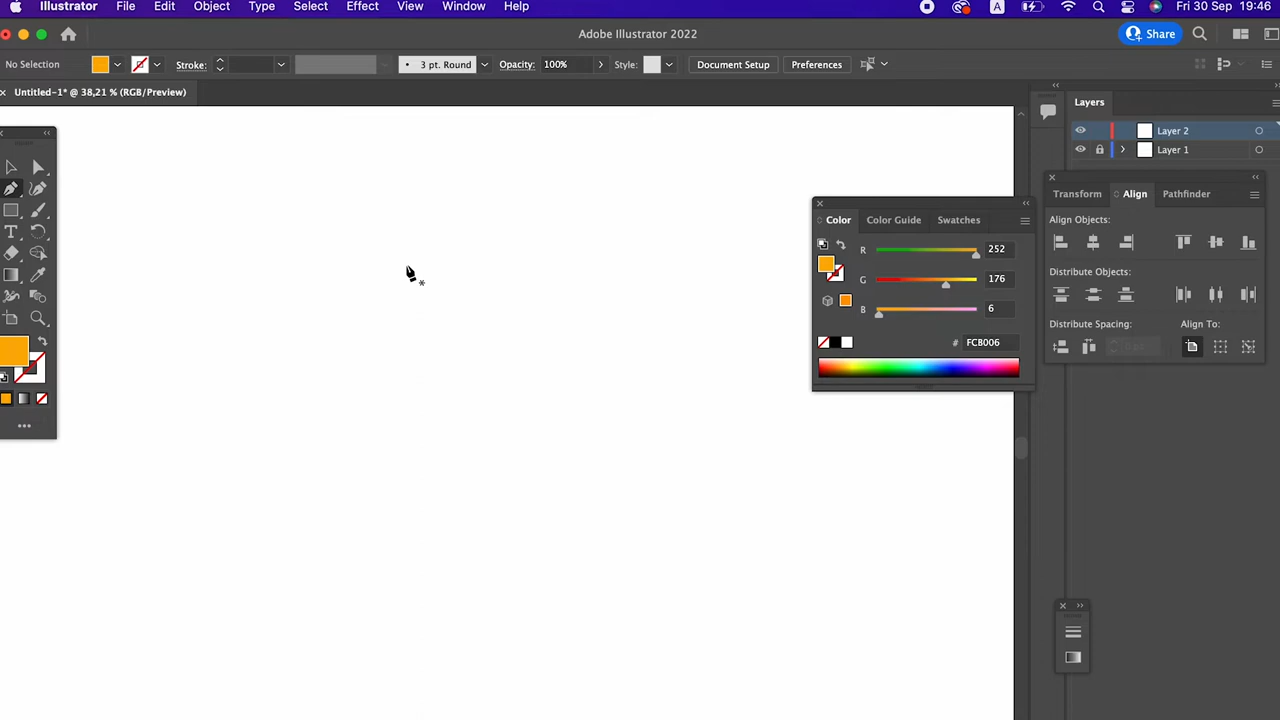 Illustrator File Edit Object Type Select Effect View Window Help A Fri 30 Sep 19:46
Adobe Illustrator 2022 Share
No Selection Stroke: 3 pt. Round Opacity: 100% Style: Document Setup Preferences
Untitled-1* @ 38,21 % (RGB/Preview)
Layers
Layer 2
Layer 1
Transform Align Pathfinder
Align Objects:
Distribute Objects:
Distribute Spacing: Align To:
Color Color Guide Swatches
R 252
G 176
B 6
# FCB006